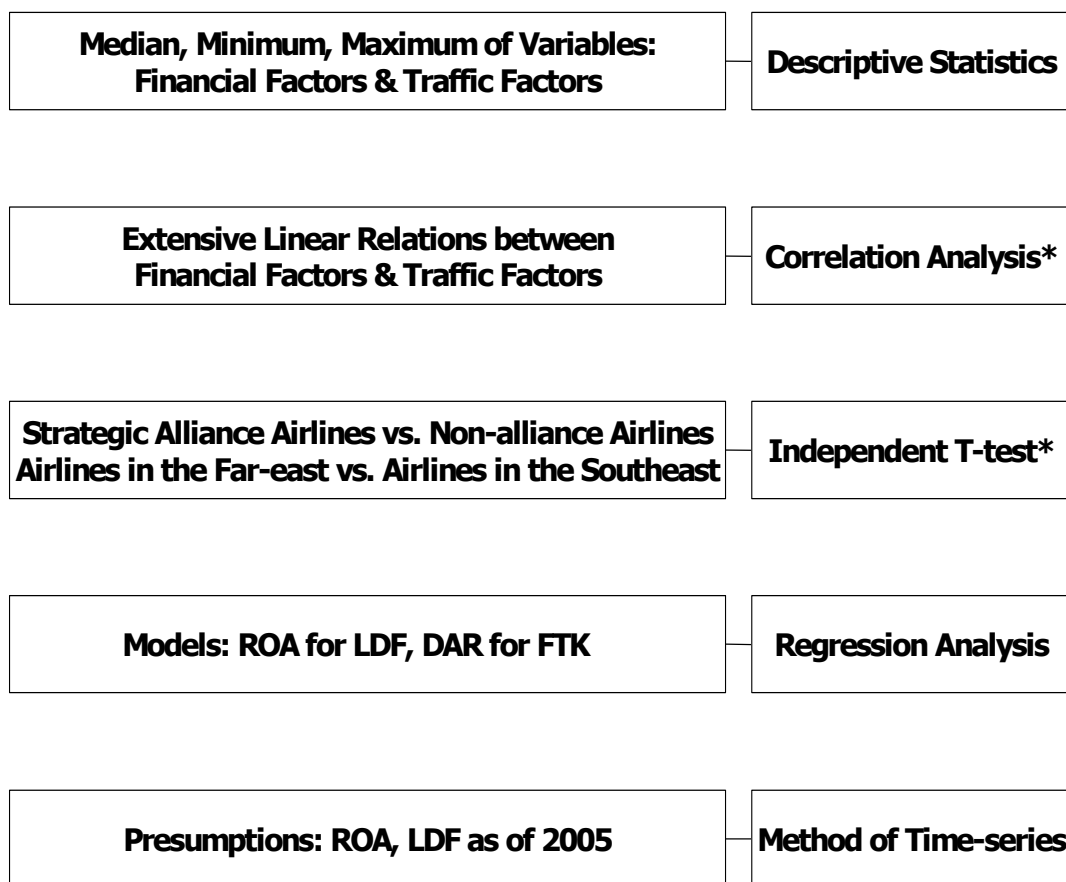 Median, Minimum, Maximum of Variables:
Financial Factors & Traffic Factors
Descriptive Statistics
Extensive Linear Relations between
Financial Factors & Traffic Factors
Correlation Analysis*
Strategic Alliance Airlines vs. Non-alliance Airlines
Airlines in the Far-east vs. Airlines in the Southeast
Independent T-test*
Models: ROA for LDF, DAR for FTK
Regression Analysis
Presumptions: ROA, LDF as of 2005
Method of Time-series